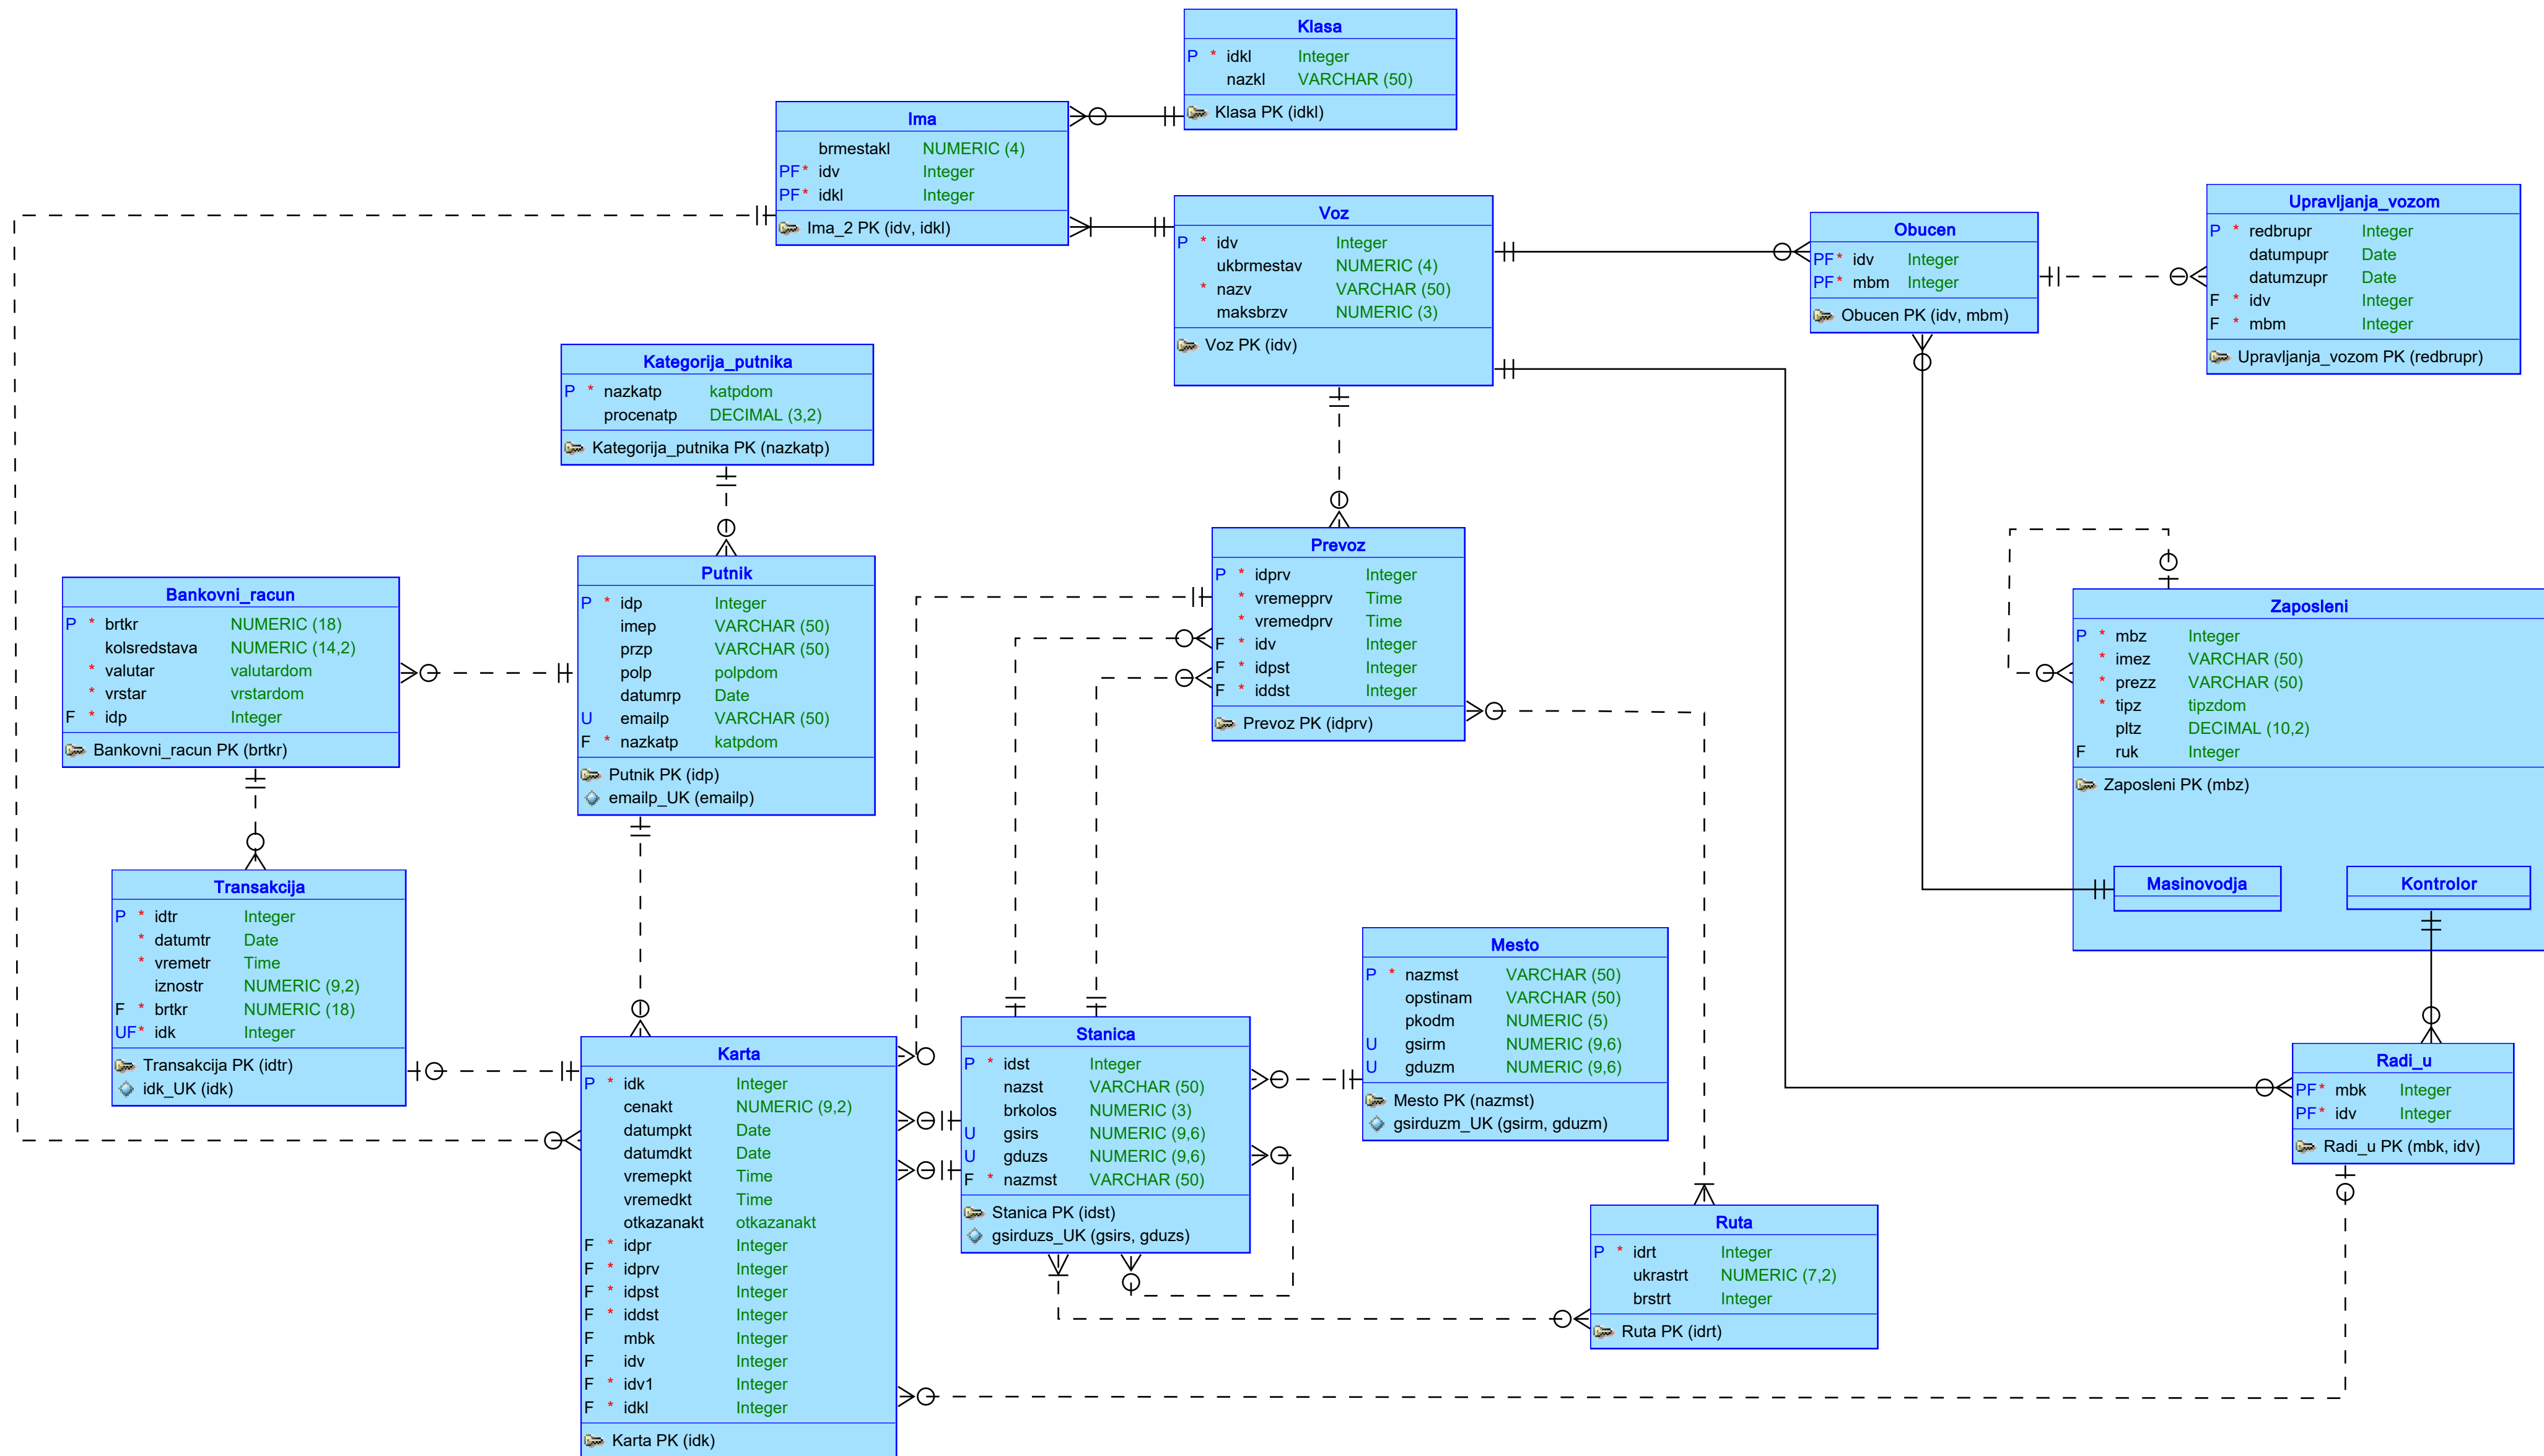 Klasa
P * idkl Integer
nazkl VARCHAR (50)
Klasa PK (idkl)
Ima
brmestakl NUMERIC (4)
PF* idv Integer
PF* idkl Integer
Ima_2 PK (idv, idkl)
Voz
P * idv Integer
ukbrmestav NUMERIC (4)
* nazv VARCHAR (50)
maksbrzv NUMERIC (3)
Voz PK (idv)
Obucen
PF* idv Integer
PF* mbm Integer
Obucen PK (idv, mbm)
Upravljanja_vozom
P * redbrupr Integer
datumpupr Date
datumzupr Date
F * idv Integer
F * mbm Integer
Upravljanja_vozom PK (redbrupr)
Kategorija_putnika
P * nazkatp katpdom
procenatp DECIMAL (3,2)
Kategorija_putnika PK (nazkatp)
Bankovni_racun
P * brtkr NUMERIC (18)
kolsredstava NUMERIC (14,2)
* valutar valutardom
* vrstar vrstardom
F * idp Integer
Bankovni_racun PK (brtkr)
Putnik
P * idp Integer
imep VARCHAR (50)
przp VARCHAR (50)
polp polpdom
datumrp Date
U emailp VARCHAR (50)
F * nazkatp katpdom
Putnik PK (idp)
emailp_UK (emailp)
Prevoz
P * idprv Integer
* vremepprv Time
* vremedprv Time
F * idv Integer
F * idpst Integer
F * iddst Integer
Prevoz PK (idprv)
Zaposleni
P * mbz Integer
* imez VARCHAR (50)
* prezz VARCHAR (50)
* tipz tipzdom
pltz DECIMAL (10,2)
F ruk Integer
Zaposleni PK (mbz)
Masinovodja
Kontrolor
Transakcija
P * idtr Integer
* datumtr Date
* vremetr Time
iznostr NUMERIC (9,2)
F * brtkr NUMERIC (18)
UF* idk Integer
Transakcija PK (idtr)
idk_UK (idk)
Karta
P * idk Integer
cenakt NUMERIC (9,2)
datumpkt Date
datumdkt Date
vremepkt Time
vremedkt Time
otkazanakt otkazanakt
F * idpr Integer
F * idprv Integer
F * idpst Integer
F * iddst Integer
F mbk Integer
F idv Integer
F * idv1 Integer
F * idkl Integer
Karta PK (idk)
Stanica
P * idst Integer
nazst VARCHAR (50)
brkolos NUMERIC (3)
U gsirs NUMERIC (9,6)
U gduzs NUMERIC (9,6)
F * nazmst VARCHAR (50)
Stanica PK (idst)
gsirduzs_UK (gsirs, gduzs)
Mesto
P * nazmst VARCHAR (50)
opstinam VARCHAR (50)
pkodm NUMERIC (5)
U gsirm NUMERIC (9,6)
U gduzm NUMERIC (9,6)
Mesto PK (nazmst)
gsirduzm_UK (gsirm, gduzm)
Ruta
P * idrt Integer
ukrastrt NUMERIC (7,2)
brstrt Integer
Ruta PK (idrt)
Radi_u
PF* mbk Integer
PF* idv Integer
Radi_u PK (mbk, idv)